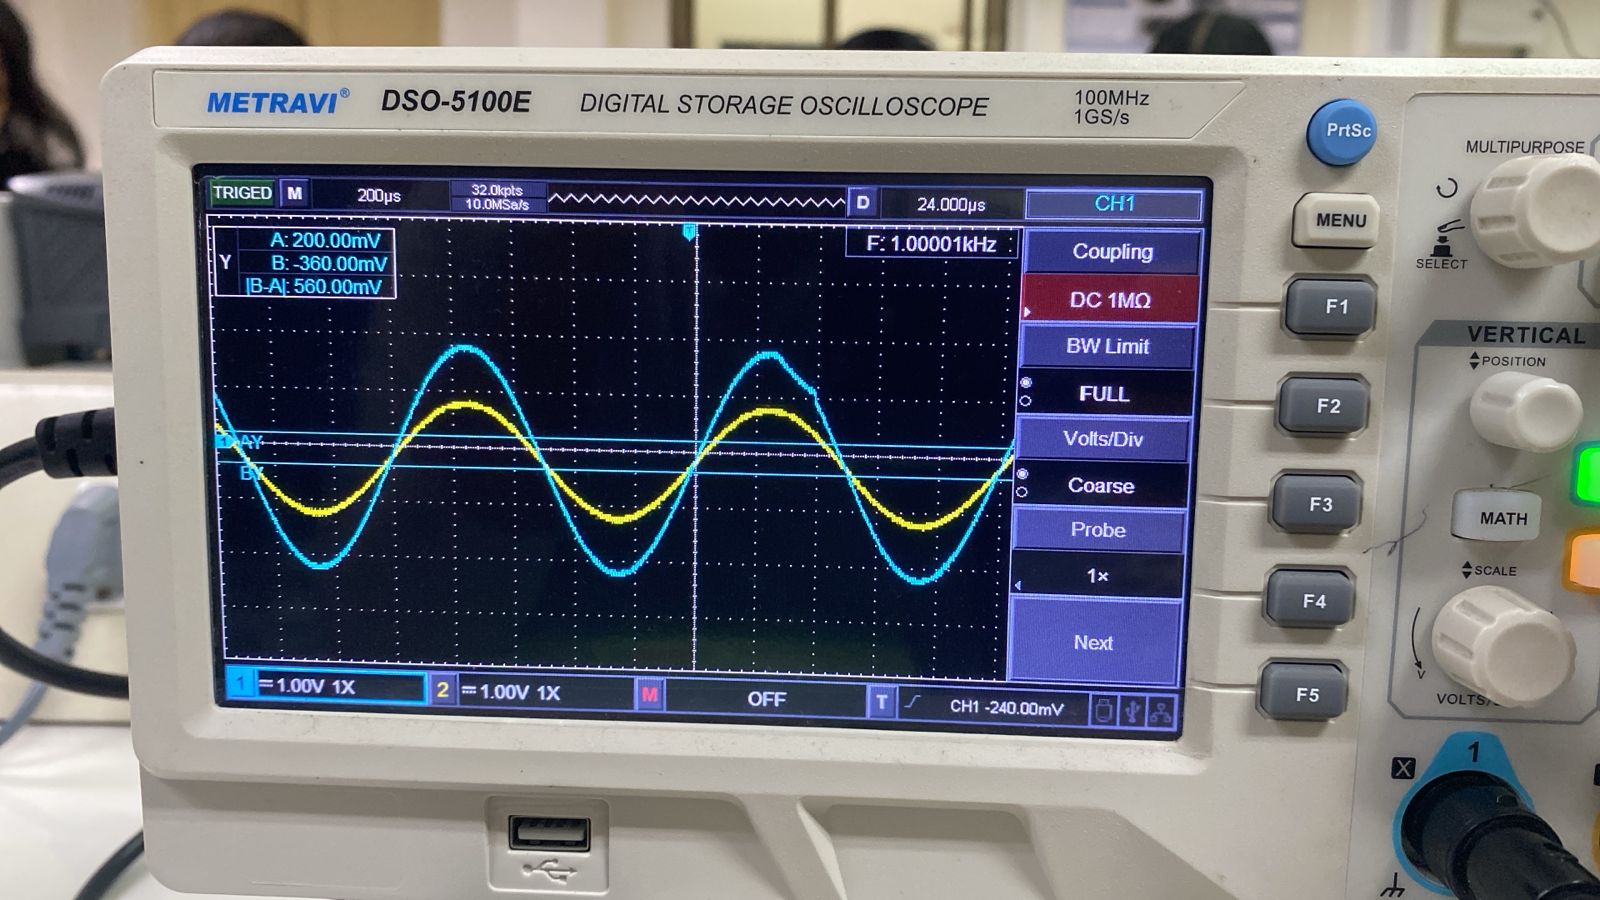 METRAVI® DSO-5100E DIGITAL STORAGE OSCILLOSCOPE 100MHz
1GS/s
PrtSc
MULTIPURPOSE
TRIGED M 200µs 32.0kpts D 24.000µs CH1
10.0MSa/s
MENU
SELECT
A: 200.00mV
Y B: -360.00mV
|B-A|: 560.00mV
F: 1.00001kHz
Coupling
DC 1MΩ
F1
BW Limit
VERTICAL
POSITION
FULL
F2
Volts/Div
AY
BY
Coarse
F3
MATH
Probe
1×
SCALE
F4
Next
V
VOLTS/
F5
1 1.00V 1X 2 1.00V 1X M OFF T CH1 -240.00mV
1
X